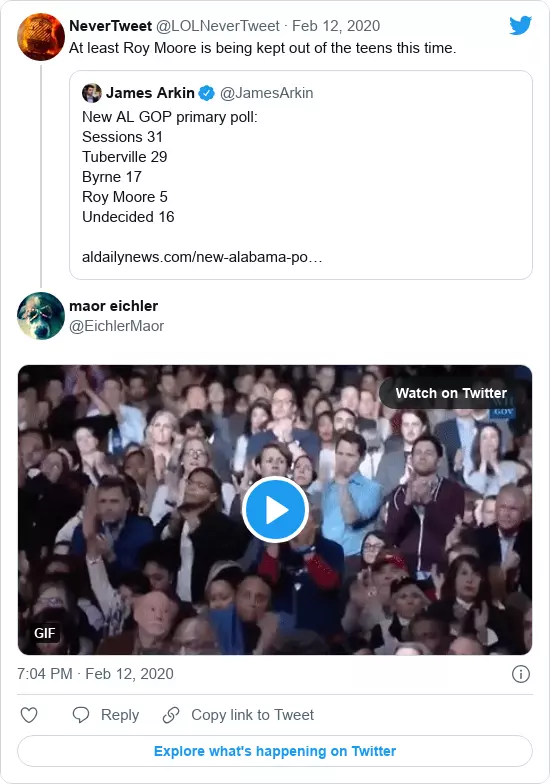 NeverTweet @LOLNeverTweet · Feb 12, 2020
At least Roy Moore is being kept out of the teens this time.
James Arkin @JamesArkin
New AL GOP primary poll:
Sessions 31
Tuberville 29
Byrne 17
Roy Moore 5
Undecided 16
aldailynews.com/new-alabama-po…
maor eichler
@EichlerMaor
Watch on Twitter
GOV
GIF
7:04 PM · Feb 12, 2020
Reply
Copy link to Tweet
Explore what's happening on Twitter